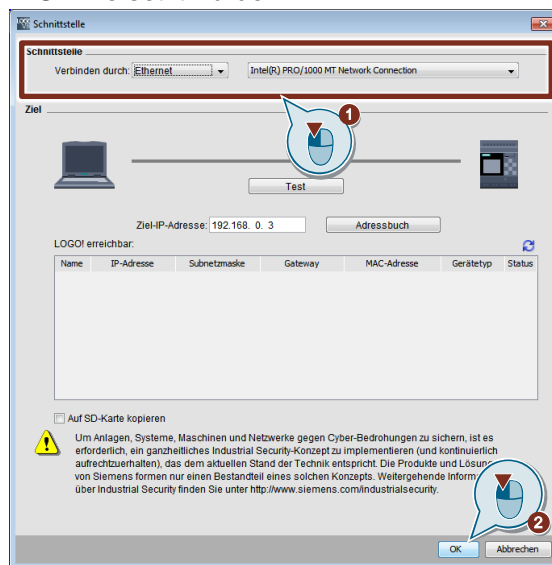 Schnittstelle
Schnittstelle
Verbinden durch: Ethernet
Intel(R) PRO/1000 MT Network Connection
1
Ziel
Test
Ziel-IP-Adresse: 192.168. 0. 3
Adressbuch
LOGO! erreichbar:
Name IP-Adresse Subnetzmaske Gateway MAC-Adresse Gerätetyp Status
Auf SD-Karte kopieren
Um Anlagen, Systeme, Maschinen und Netzwerke gegen Cyber-Bedrohungen zu sichern, ist es
erforderlich, ein ganzheitliches Industrial Security-Konzept zu implementieren (und kontinuierlich
aufrechtzuerhalten), das dem aktuellen Stand der Technik entspricht. Die Produkte und
von Siemens formen nur einen Bestandteil eines solchen Konzepts. Weitergehende
über Industrial Security finden Sie unter http://www.siemens.com/industrialsecurity.
2
OK Abbrechen